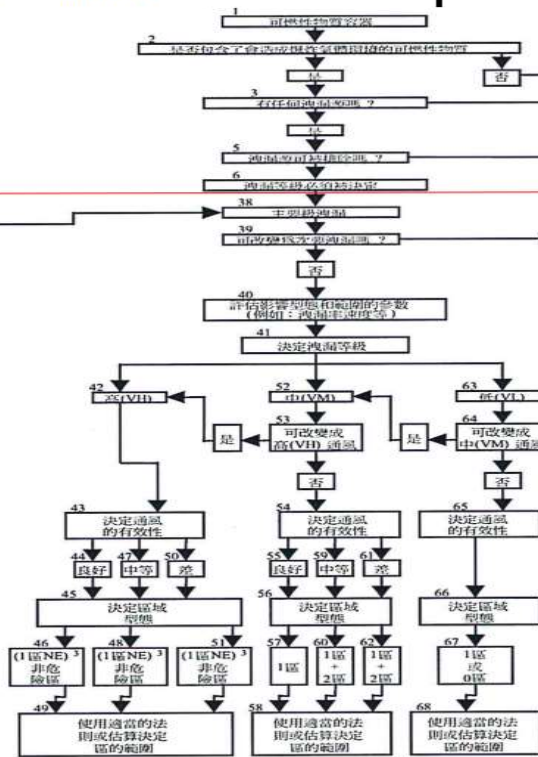 1
可燃性物質容器
2
是否包含了會造成爆炸氣體環境的可燃性物質
是
否
3
有任何洩漏源嗎？
是
5
洩漏源可被排除嗎？
6
洩漏等級必須被決定
38
主要級洩漏
39
可改變為次要洩漏嗎？
否
40
評估影響型態和範圍的參數
(例如：洩漏率速度等)
41
決定洩漏等級
42
高(VH)
52
中(VM)
63
低(VL)
53
可改變成
高(VH) 通風
是
64
可改變成
中(VM) 通風
是
否
否
43
決定通風
的有效性
54
決定通風
的有效性
65
決定通風
的有效性
44
良好
47
中等
50
差
55
良好
59
中等
61
差
45
決定區域
型態
56
決定區域
型態
66
決定區域
型態
46
(1區NE) 3
非危
險區
48
(1區NE) 3
非危
險區
51
(1區NE) 3
非危
險區
57
1區
60
1區
+
2區
62
1區
+
2區
67
1區
或
0區
49
使用適當的法
則或估算決定
區的範圍
58
使用適當的法
則或估算決定
區的範圍
68
使用適當的法
則或估算決定
區的範圍